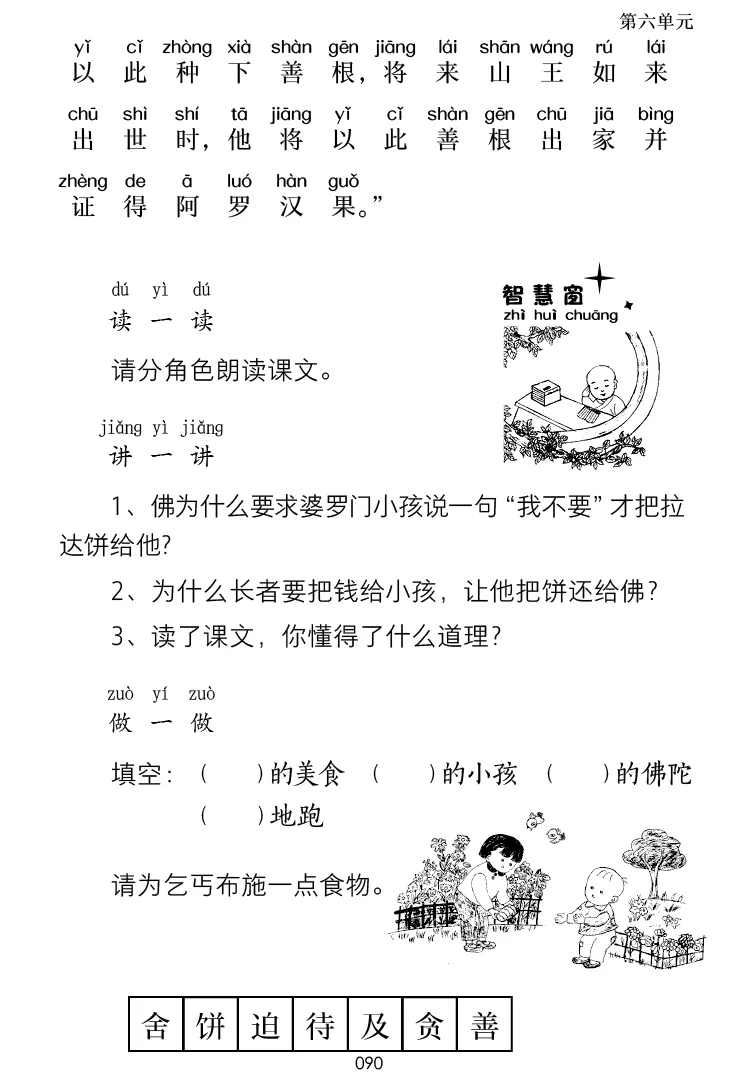 第六单元
yǐ cǐ zhòng xià shàn gēn jiāng lái shān wáng rú lái
以此种下善根，将来山王如来
chū shì shí tā jiāng yǐ cǐ shàn gēn chū jiā bìng
出世时，他将以此善根出家并
zhèng de ā luó hàn guǒ
证得阿罗汉果。”
智慧窗
zhì huì chuāng
dú yì dú
读一读
请分角色朗读课文。
jiǎng yì jiǎng
讲一讲
1、佛为什么要求婆罗门小孩说一句“我不要”才把拉
达饼给他？
2、为什么长者要把钱给小孩，让他把饼还给佛？
3、读了课文，你懂得了什么道理？
zuò yí zuò
做一做
填空：（　　）的美食　（　　）的小孩　（　　）的佛陀
（　　）地跑
请为乞丐布施一点食物。
舍 饼 迫 待 及 贪 善
090